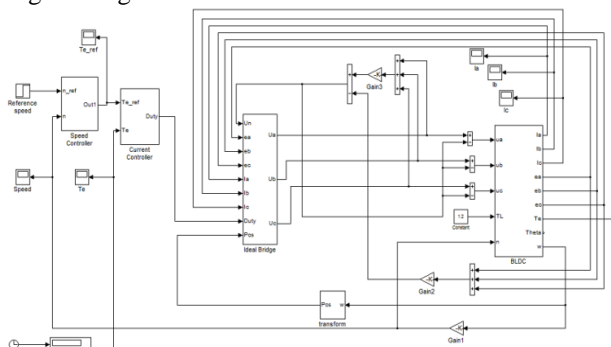 Te_ref
Reference
speed
n_ref
n
Out1
Speed
Controller
Te_ref
Te
Duty
Current
Controller
Speed
Te
Un
ea
eb
ec
Ia
Ib
Ic
Duty
Pos
Ua
Ub
Uc
Ideal Bridge
-K-
Gain3
Ia
Ib
Ic
ua
ub
uc
TL
n
Ia
Ib
Ic
ea
eb
ec
Te
Theta
w
BLDC
Constant
-K-
Gain2
Pos
w
transform
-K-
Gain1